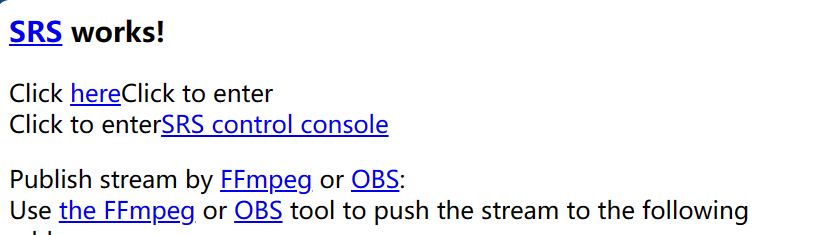 SRS works!
Click hereClick to enter
Click to enterSRS control console
Publish stream by FFmpeg or OBS:
Use the FFmpeg or OBS tool to push the stream to the following